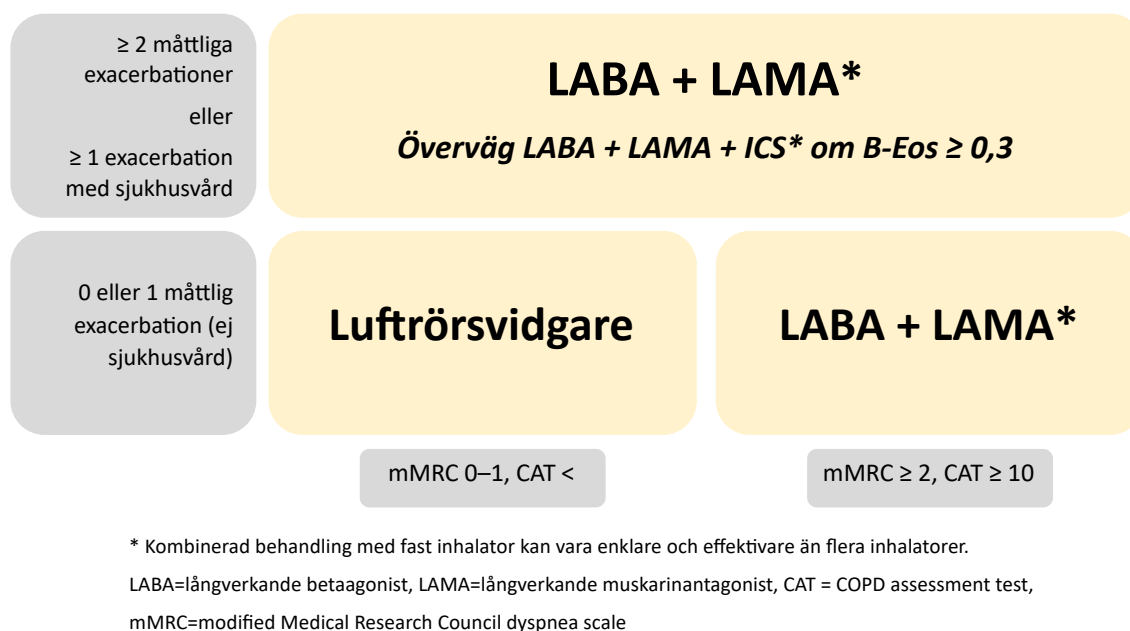 ≥ 2 måttliga
exacerbationer
eller
≥ 1 exacerbation
med sjukhusvård
LABA + LAMA*
Överväg LABA + LAMA + ICS* om B-Eos ≥ 0,3
0 eller 1 måttlig
exacerbation (ej
sjukhusvård)
Luftrörsvidgare
LABA + LAMA*
mMRC 0–1, CAT <
mMRC ≥ 2, CAT ≥ 10
* Kombinerad behandling med fast inhalator kan vara enklare och effektivare än flera inhalatorer.
LABA=långverkande betaagonist, LAMA=långverkande muskarinantagonist, CAT = COPD assessment test,
mMRC=modified Medical Research Council dyspnea scale